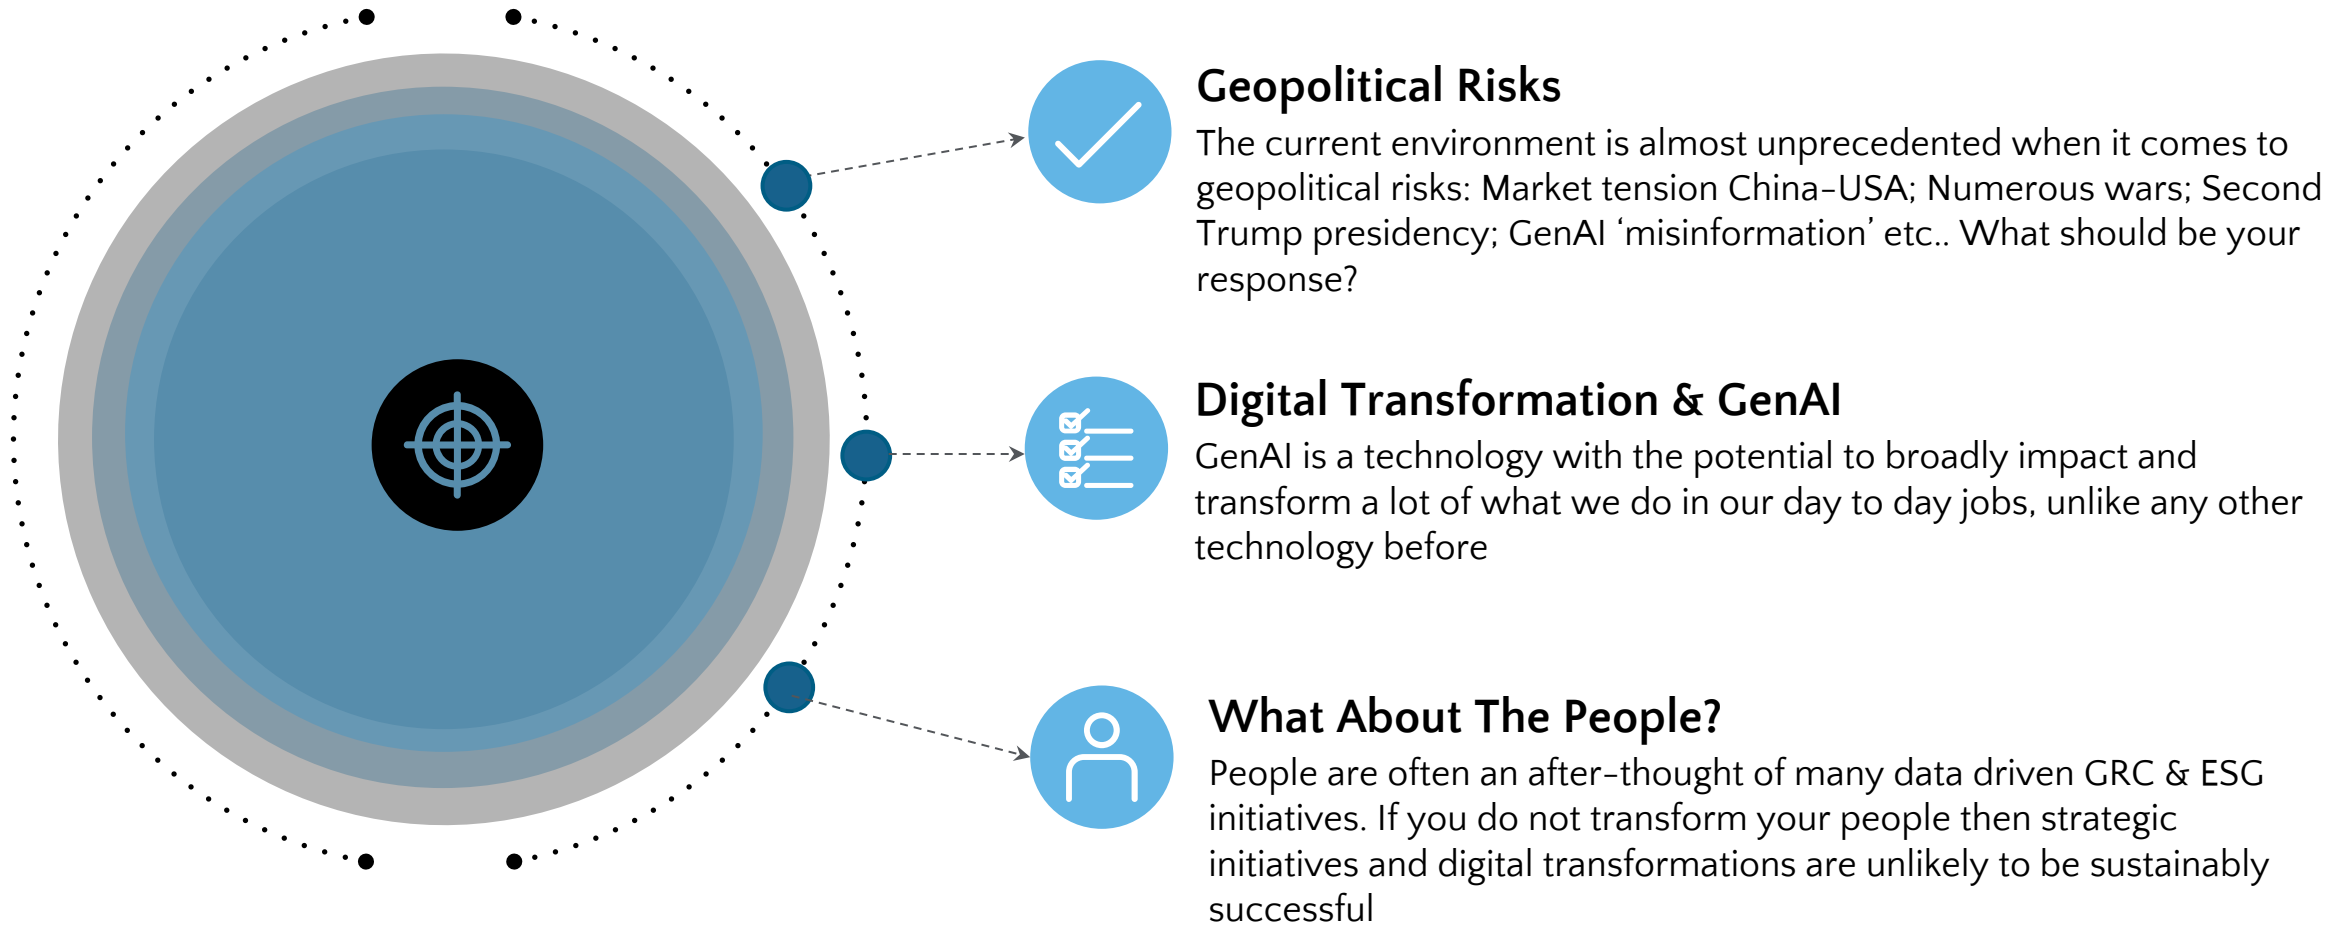 Geopolitical Risks
The current environment is almost unprecedented when it comes to
geopolitical risks: Market tension China-USA; Numerous wars; Second
Trump presidency; GenAI ‘misinformation’ etc.. What should be your
response?
Digital Transformation & GenAI
GenAI is a technology with the potential to broadly impact and
transform a lot of what we do in our day to day jobs, unlike any other
technology before
What About The People?
People are often an after-thought of many data driven GRC & ESG
initiatives. If you do not transform your people then strategic
initiatives and digital transformations are unlikely to be sustainably
successful